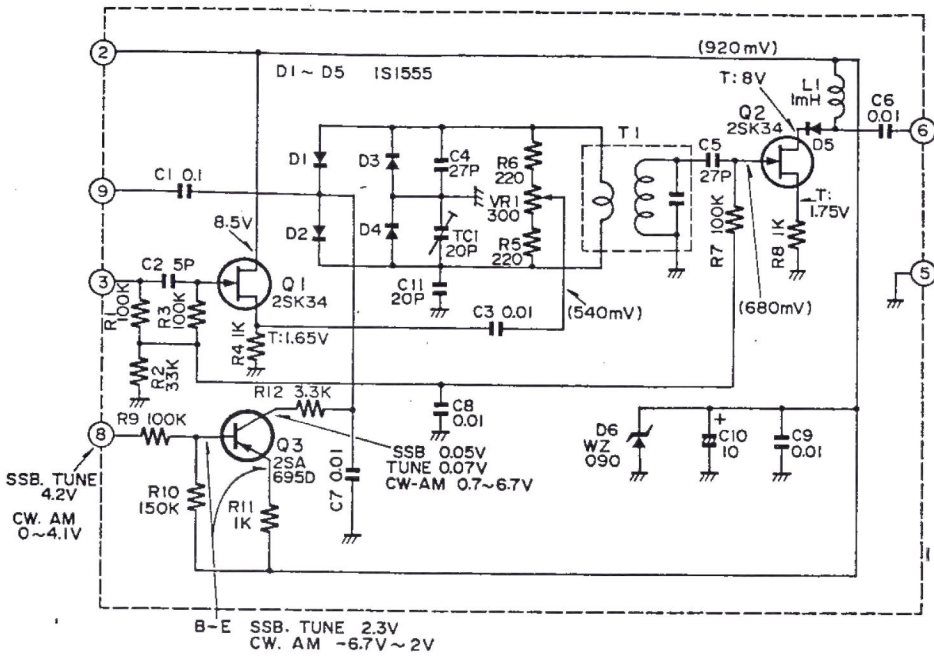 2
(920mV)
D1~D5 1S1555
T:8V
L1
1mH
C6
0.01
6
Q2
2SK34
D5
T1
C5
27P
T:
1.75V
D1
D3
C4
27P
R6
220
VR1
300
R5
220
9
C1 0.1
D2
D4
TC1
20P
R7 100K
R8 1K
8.5V
C11
20P
5
3
C2 5P
R1
100K
R3
100K
Q1
2SK34
C3 0.01
(540mV)
(680mV)
R4 1K
T:1.65V
R2
33K
R12 3.3K
C8
0.01
R9 100K
8
Q3
2SA
695D
SSB 0.05V
TUNE 0.07V
CW-AM 0.7~6.7V
D6
WZ
090
+
C10
10
C9
0.01
SSB. TUNE
4.2V
CW. AM
0~4.1V
R10
150K
R11
1K
C7 0.01
B-E SSB. TUNE 2.3V
CW. AM -6.7V~2V